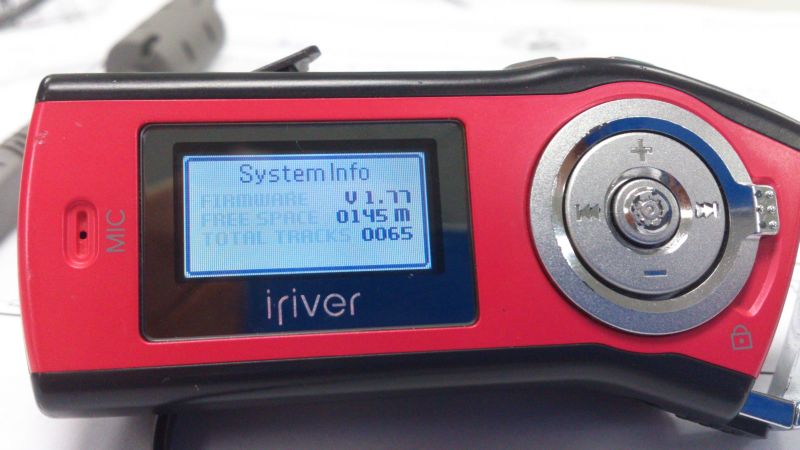 System Info
FIRMWARE V 1.77
FREE SPACE 0145 m
TOTAL TRACKS 0065
iriver
MIC